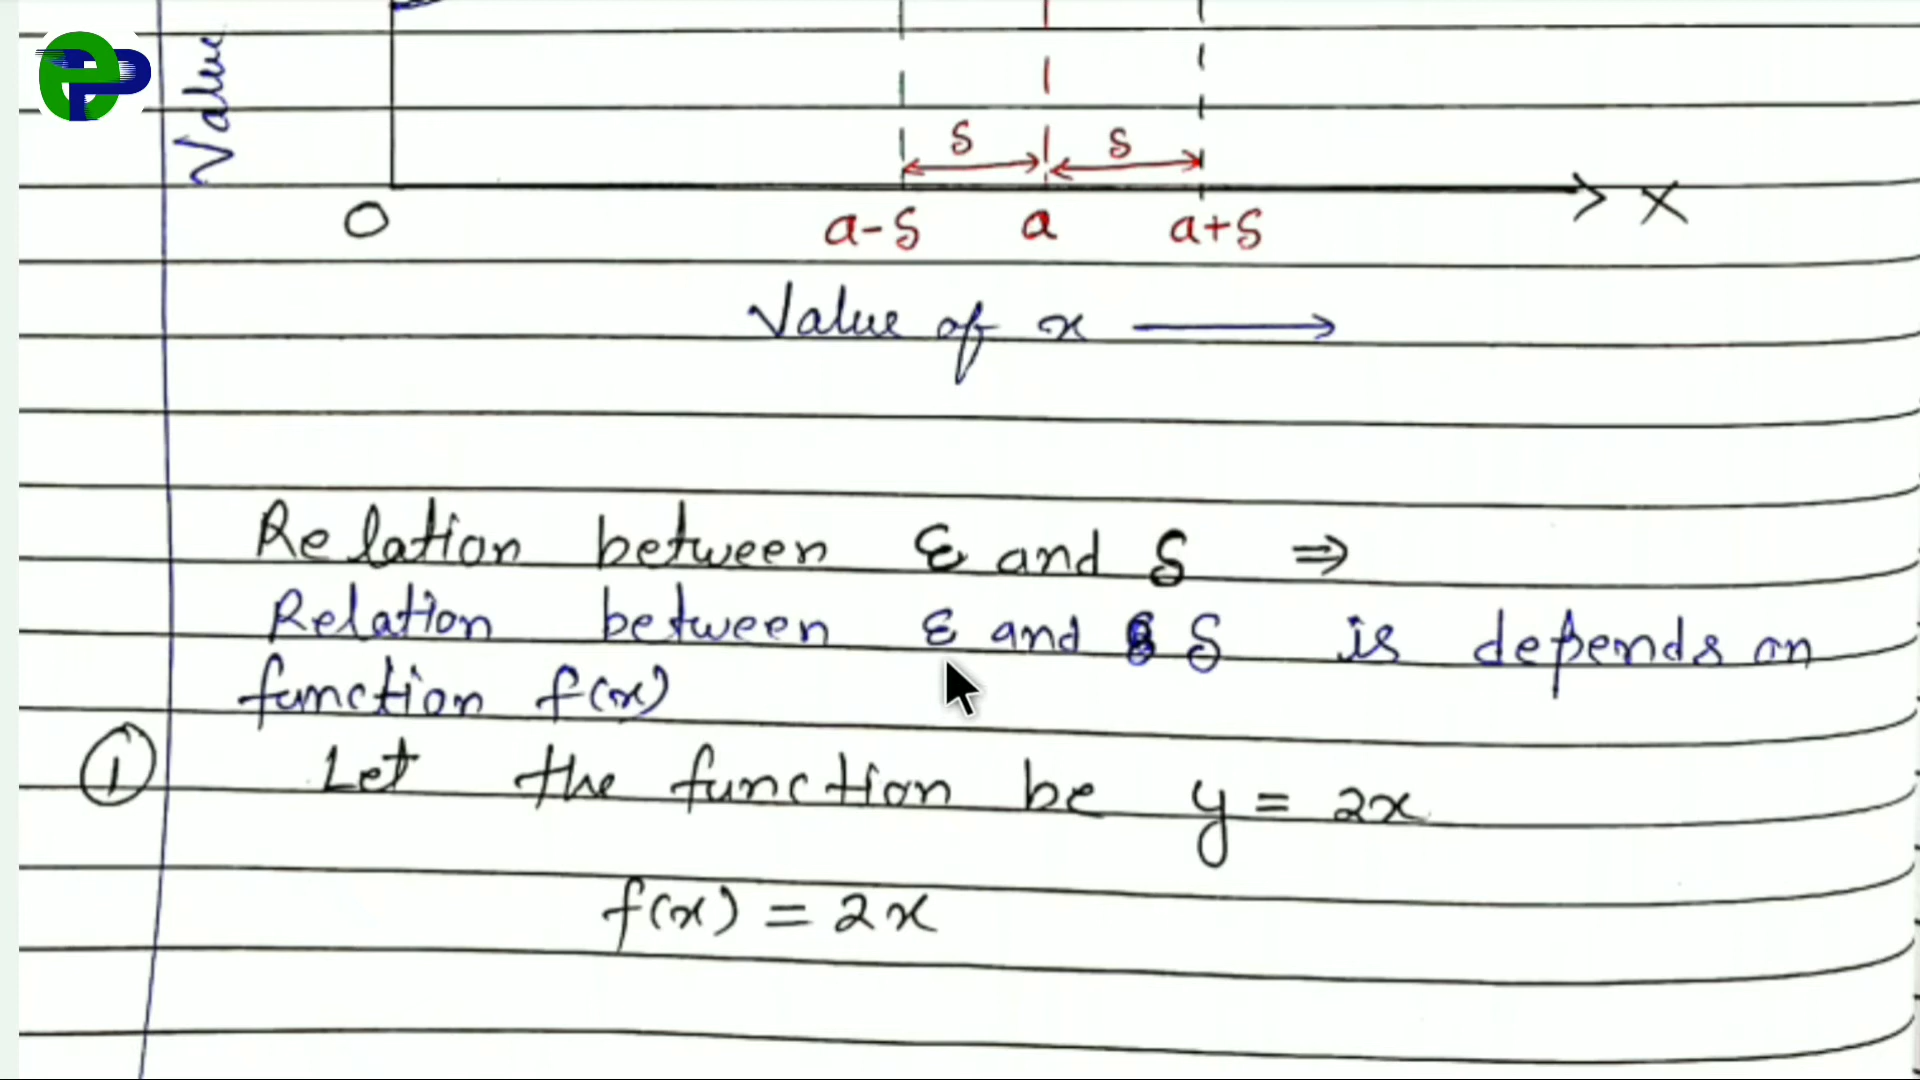 eP
Value
δ δ
O a-δ a a+δ X
Value of x ⟶
Relation between ε and δ ⇒
Relation between ε and δ is depends on
function f(x)
① Let the function be y = 2x
f(x) = 2x